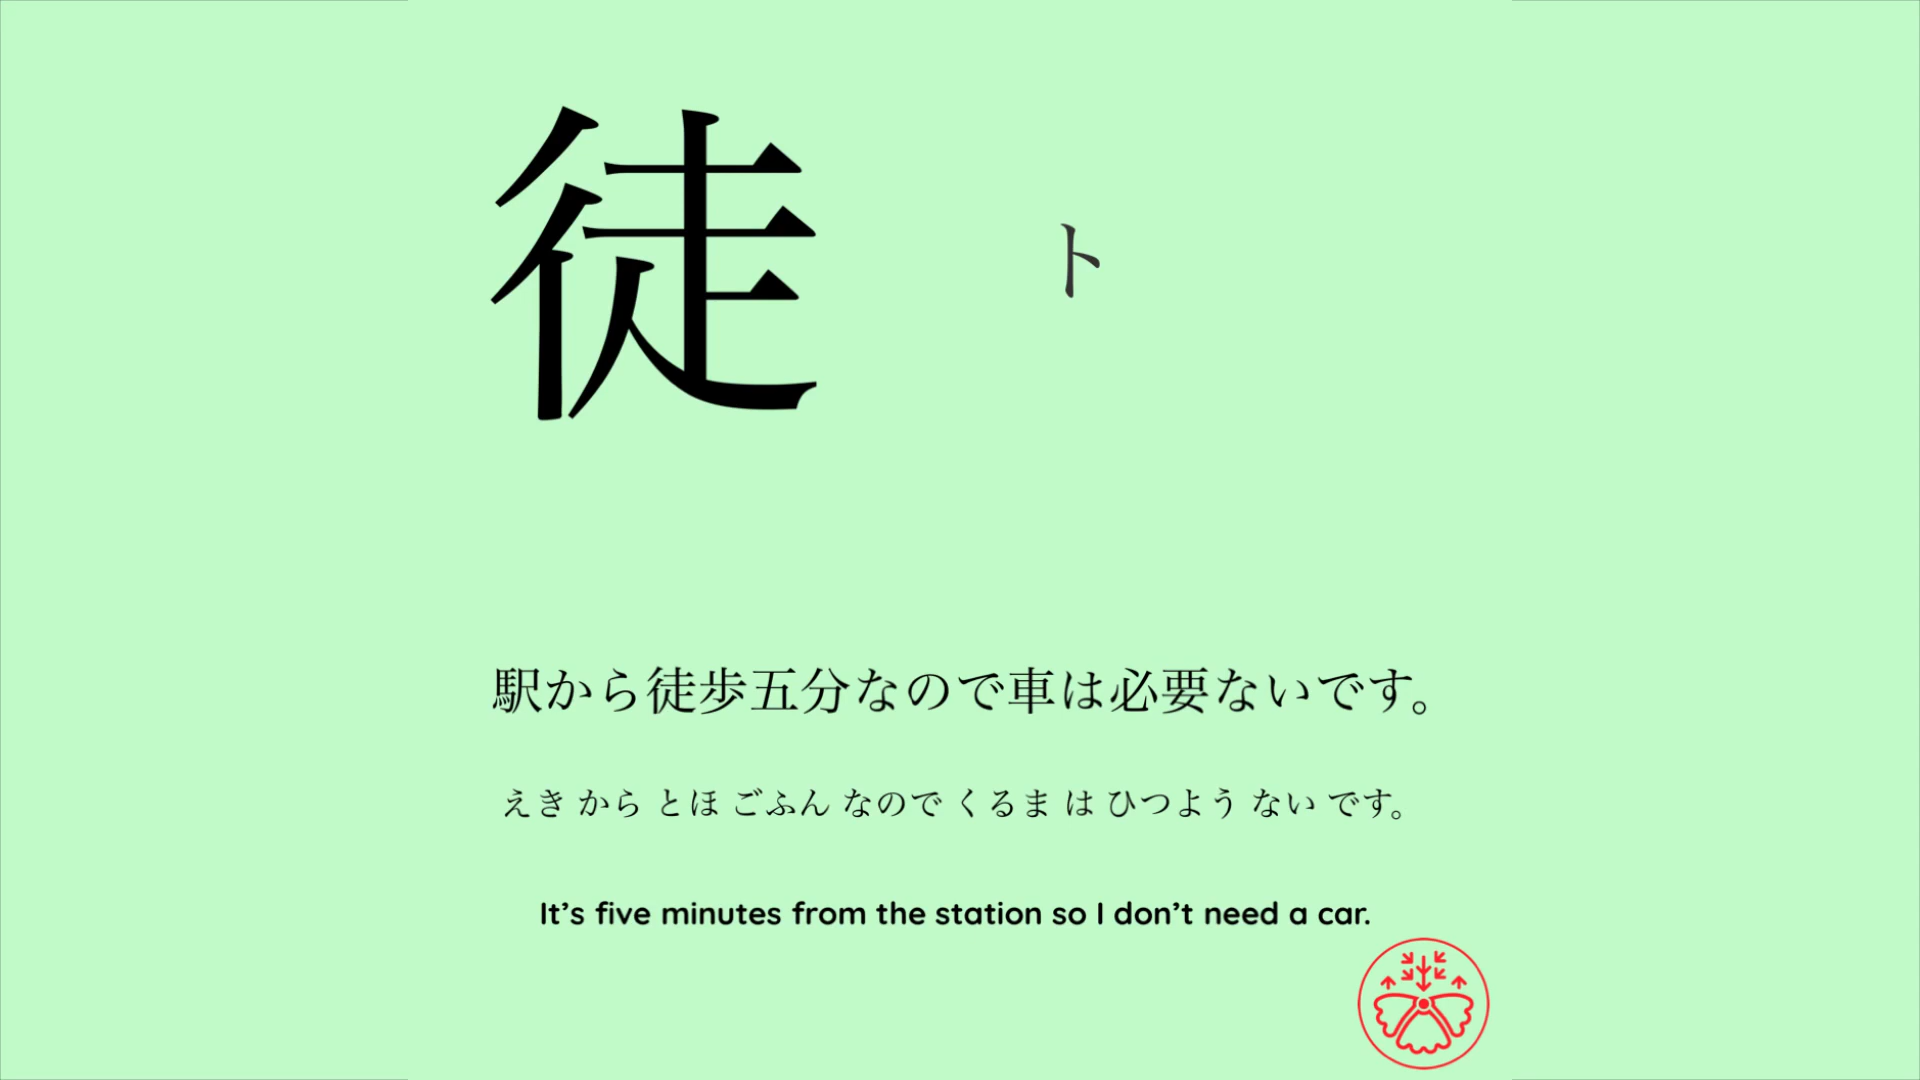 徒
ト
駅から徒歩五分なので車は必要ないです。
えき から とほ ごふん なので くるま は ひつよう ない です。
It’s five minutes from the station so I don’t need a car.